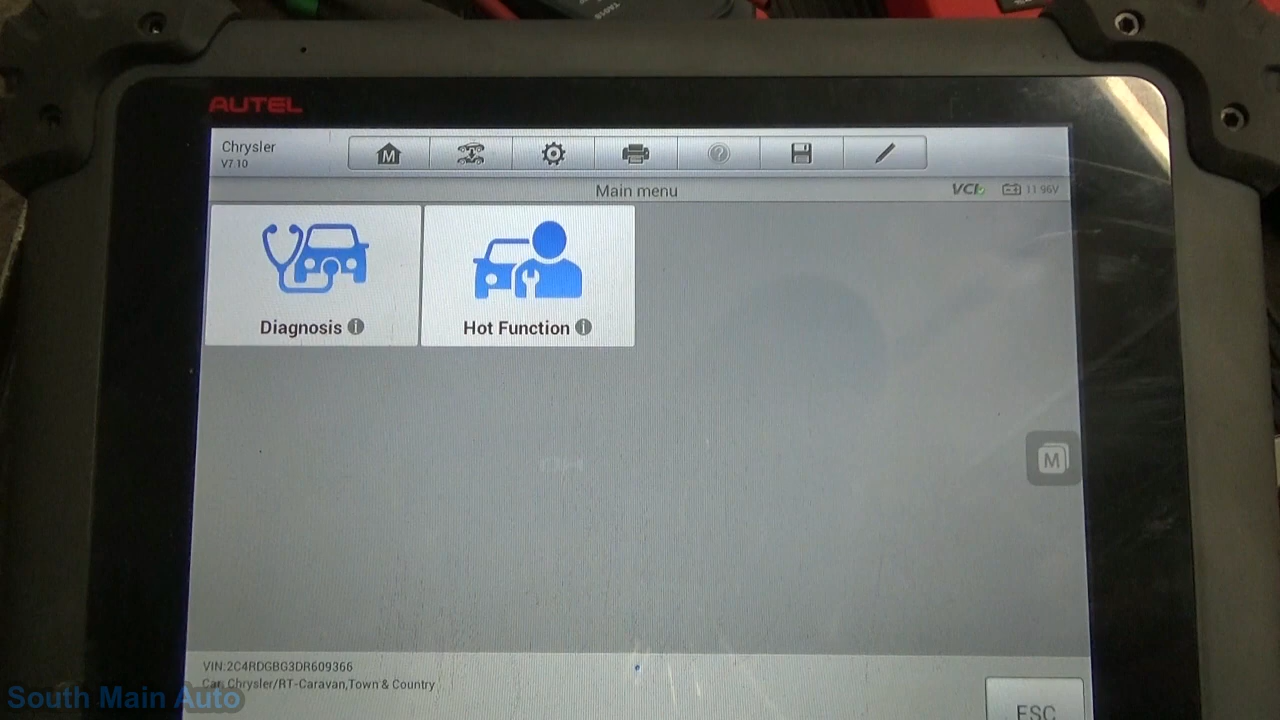 AUTEL
Chrysler
V7.10
M
?
Main menu
VCI
11.96V
Diagnosis i
Hot Function i
M
VIN:2C4RDGBG3DR609366
Car: Chrysler/RT-Caravan,Town & Country
ESC
South Main Auto